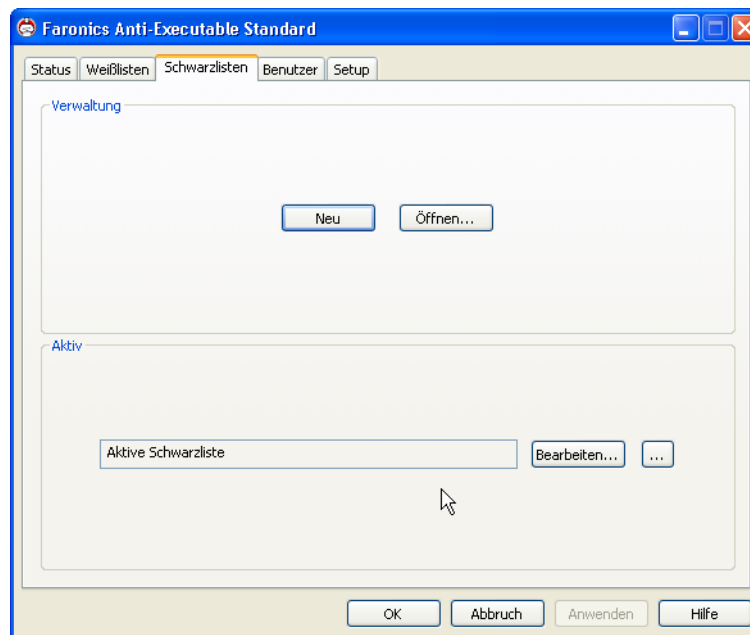 Faronics Anti-Executable Standard
Status Weißlisten Schwarzlisten Benutzer Setup
Verwaltung
Neu Öffnen...
Aktiv
Aktive Schwarzliste Bearbeiten... ...
OK Abbruch Anwenden Hilfe